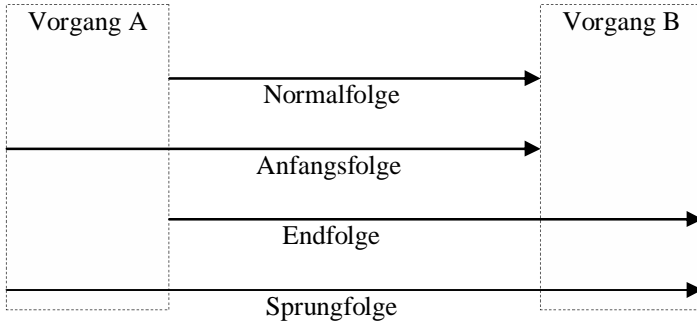 Vorgang A
Vorgang B
Normalfolge
Anfangsfolge
Endfolge
Sprungfolge